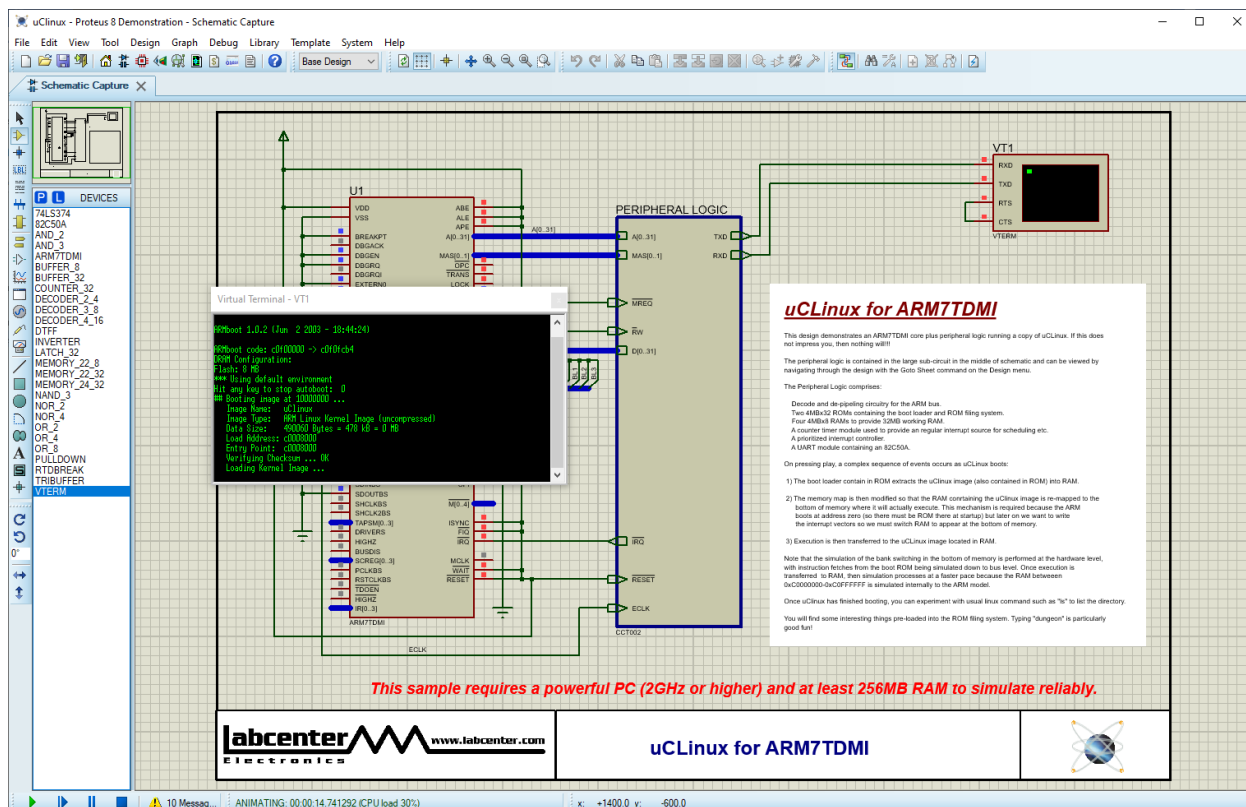 uClinux - Proteus 8 Demonstration - Schematic Capture
File Edit View Tool Design Graph Debug Library Template System Help
Base Design
Schematic Capture
P L DEVICES
74LS374
82C50A
AND_2
AND_3
ARM7TDMI
BUFFER_8
BUFFER_32
COUNTER_32
DECODER_2_4
DECODER_3_8
DECODER_4_16
DTFF
INVERTER
LATCH_32
MEMORY_22_8
MEMORY_22_32
MEMORY_24_32
NAND_3
NOR_2
NOR_4
OR_2
OR_4
OR_8
PULLDOWN
RTDBREAK
TRIBUFFER
VTERM
LBL
A
S
0°
U1
VDD
VSS
BREAKPT
DBGACK
DBGEN
DBGRQ
DBGRQI
EXTERN0
ABE
ALE
APE
A[0..31]
MAS[0..1]
OPC
TRANS
LOCK
A[0..31]
Virtual Terminal - VT1
ARMboot 1.0.2 (Jun 2 2003 - 18:44:24)
ARMboot code: c0f00000 -> c0f0fcb4
DRAM Configuration:
Flash: 8 MB
*** Using default environment
Hit any key to stop autoboot: 0
## Booting image at 10000000 ...
Image Name: uClinux
Image Type: ARM Linux Kernel Image (uncompressed)
Data Size: 490060 Bytes = 478 kB = 0 MB
Load Address: c0008000
Entry Point: c0008000
Verifying Checksum ... OK
Loading Kernel Image ...
SDOUTBS
SHCLKBS
SHCLK2BS
TAPSM[0..3]
DRIVERS
HIGHZ
BUSDIS
SCREG[0..3]
PCLKBS
RSTCLKBS
TDOEN
HIGHZ
IR[0..3]
M[0..4]
ISYNC
FIQ
IRQ
MCLK
WAIT
RESET
ARM7TDMI
ECLK
BL1
BL2
BL3
PERIPHERAL LOGIC
A[0..31]
MAS[0..1]
MREQ
RW
D[0..31]
TXD
RXD
IRQ
RESET
ECLK
CCT002
VT1
RXD
TXD
RTS
CTS
VTERM
uCLinux for ARM7TDMI
This design demonstrates an ARM7TDMI core plus peripheral logic running a copy of uCLinux. If this does
not impress you, then nothing will!!!
The peripheral logic is contained in the large sub-circuit in the middle of schematic and can be viewed by
navigating through the design with the Goto Sheet command on the Design menu.
The Peripheral Logic comprises:
Decode and de-pipeling circuitry for the ARM bus.
Two 4MBx32 ROMs containing the boot loader and ROM filing system.
Four 4MBx8 RAMs to provide 32MB working RAM.
A counter timer module used to provide an regular interrupt source for scheduling etc.
A prioritized interrupt controller.
A UART module containing an 82C50A.
On pressing play, a complex sequence of events occurs as uCLinux boots:
1) The boot loader contain in ROM extracts the uCLinux image (also contained in ROM) into RAM.
2) The memory map is then modified so that the RAM containing the uCLinux image is re-mapped to the
bottom of memory where it will actually execute. This mechanism is required because the ARM
boots at address zero (so there must be ROM there at startup) but later on we want to write
the interrupt vectors so we must switch RAM to appear at the bottom of memory.
3) Execution is then transferred to the uCLinux image located in RAM.
Note that the simulation of the bank switching in the bottom of memory is performed at the hardware level,
with instruction fetches from the boot ROM being simulated down to bus level. Once execution is
transferred to RAM, then simulation processes at a faster pace because the RAM betweeen
0xC0000000-0xC0FFFFFF is simulated internally to the ARM model.
Once uCLinux has finished booting, you can experiment with usual linux command such as "ls" to list the directory.
You will find some interesting things pre-loaded into the ROM filing system. Typing "dungeon" is particularly
good fun!
This sample requires a powerful PC (2GHz or higher) and at least 256MB RAM to simulate reliably.
labcenter www.labcenter.com
Electronics
uCLinux for ARM7TDMI
10 Messag... ANIMATING: 00:00:14.741292 (CPU load 30%) x: +1400.0 y: -600.0